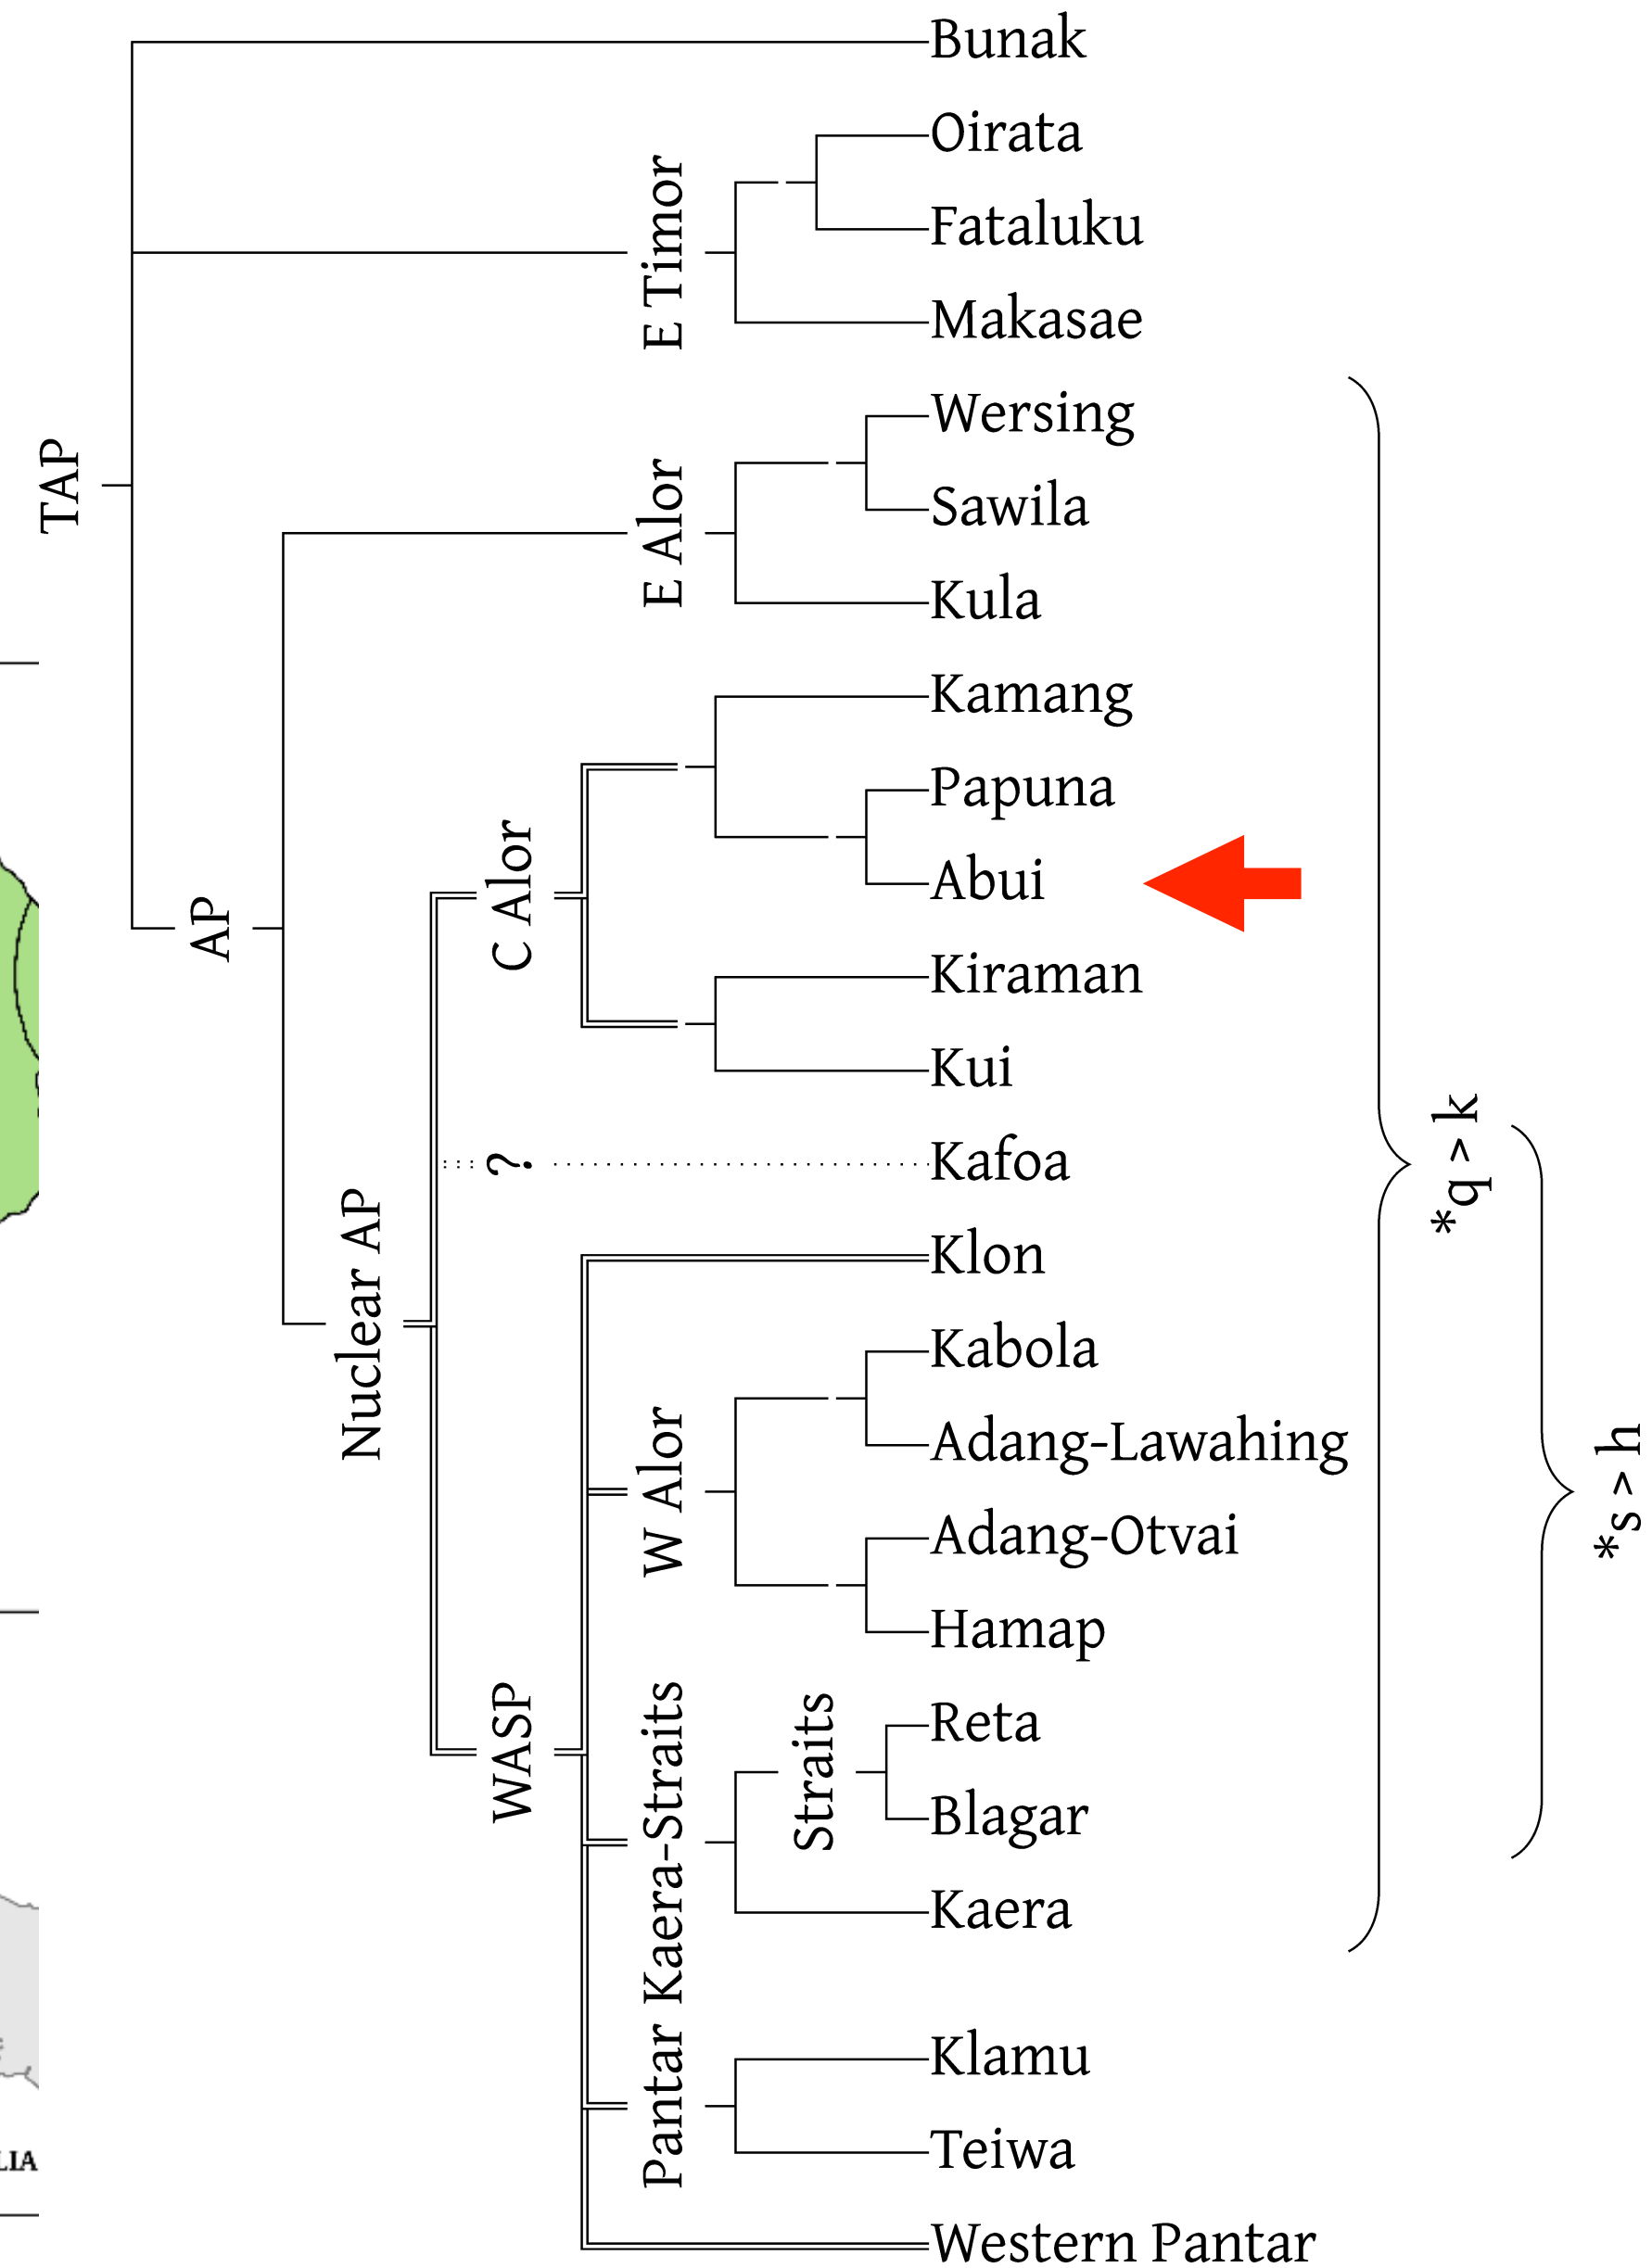 Bunak
Oirata
Fataluku
Makasae
E Timor
Wersing
Sawila
Kula
E Alor
TAP
Kamang
Papuna
Abui
Kiraman
Kui
C Alor
AP
Kafoa
?
*q > k
Klon
Nuclear AP
Kabola
Adang-Lawahing
Adang-Otvai
Hamap
W Alor
*s > h
Reta
Blagar
Straits
Kaera
Kaera-Straits
WASP
Klamu
Teiwa
Pantar
LIA
Western Pantar